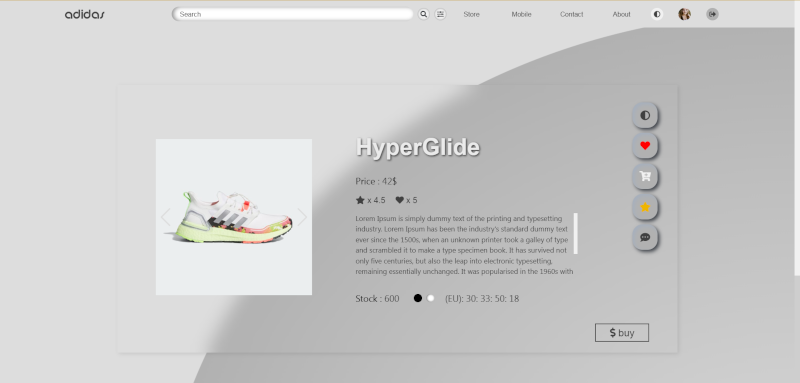 adidas
Search
Store
Mobile
Contact
About
HyperGlide
Price : 42$
x 4.5 x 5
Lorem Ipsum is simply dummy text of the printing and typesetting
industry. Lorem Ipsum has been the industry's standard dummy text
ever since the 1500s, when an unknown printer took a galley of type
and scrambled it to make a type specimen book. It has survived not
only five centuries, but also the leap into electronic typesetting,
remaining essentially unchanged. It was popularised in the 1960s with
Stock : 600 (EU): 30: 33: 50: 18
$ buy